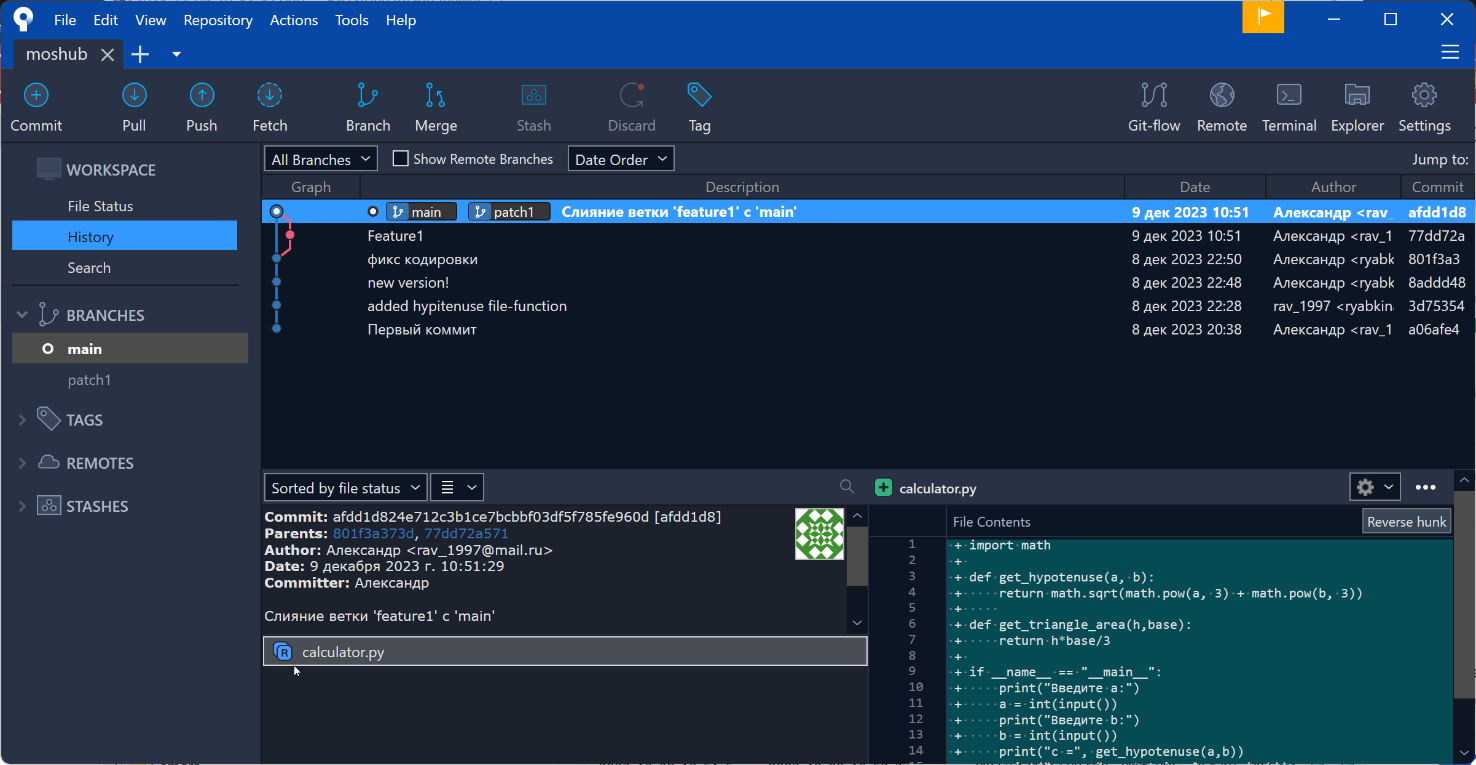 File Edit View Repository Actions Tools Help
moshub
Commit Pull Push Fetch Branch Merge Stash Discard Tag Git-flow Remote Terminal Explorer Settings
WORKSPACE
File Status
History
Search
BRANCHES
main
patch1
TAGS
REMOTES
STASHES
All Branches Show Remote Branches Date Order Jump to:
Graph Description Date Author Commit
main patch1 Слияние ветки 'feature1' с 'main' 9 дек 2023 10:51 Александр <rav_ afdd1d8
Feature1 9 дек 2023 10:51 Александр <rav_1 77dd72a
фикс кодировки 8 дек 2023 22:50 Александр <ryabk 801f3a3
new version! 8 дек 2023 22:48 Александр <ryabk 8addd48
added hypitenuse file-function 8 дек 2023 22:28 rav_1997 <ryabkin 3d75354
Первый коммит 8 дек 2023 20:38 Александр <rav_1 a06afe4
Sorted by file status
Commit: afdd1d824e712c3b1ce7bcbbf03df5f785fe960d [afdd1d8]
Parents: 801f3a373d, 77dd72a571
Author: Александр <rav_1997@mail.ru>
Date: 9 декабря 2023 г. 10:51:29
Committer: Александр
Слияние ветки 'feature1' с 'main'
R calculator.py
calculator.py
File Contents Reverse hunk
1 + import math
2 +
3 + def get_hypotenuse(a, b):
4 + return math.sqrt(math.pow(a, 3) + math.pow(b, 3))
5 +
6 + def get_triangle_area(h,base):
7 + return h*base/3
8 +
9 + if __name__ == "__main__":
10 + print("Введите a:")
11 + a = int(input())
12 + print("Введите b:")
13 + b = int(input())
14 + print("c =", get_hypotenuse(a,b))